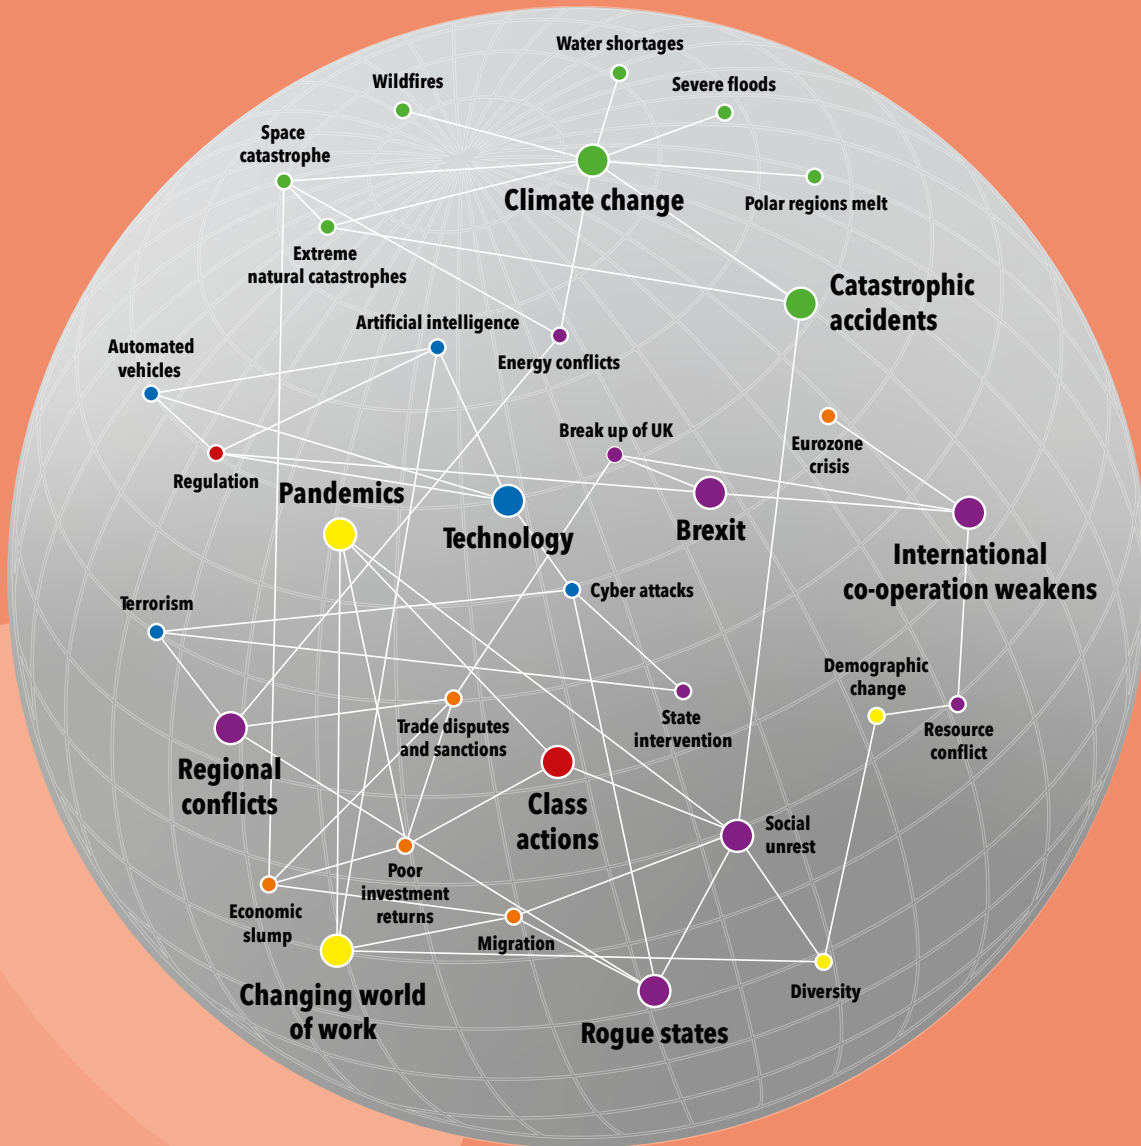 Water shortages
Wildfires
Severe floods
Space
catastrophe
Climate change
Polar regions melt
Extreme
natural catastrophes
Catastrophic
accidents
Artificial intelligence
Automated
vehicles
Energy conflicts
Break up of UK
Eurozone
crisis
Regulation
Pandemics
Technology
Brexit
International
co-operation weakens
Cyber attacks
Terrorism
Demographic
change
State
intervention
Trade disputes
and sanctions
Resource
conflict
Regional
conflicts
Class
actions
Social
unrest
Poor
investment
returns
Economic
slump
Migration
Changing world
of work
Diversity
Rogue states